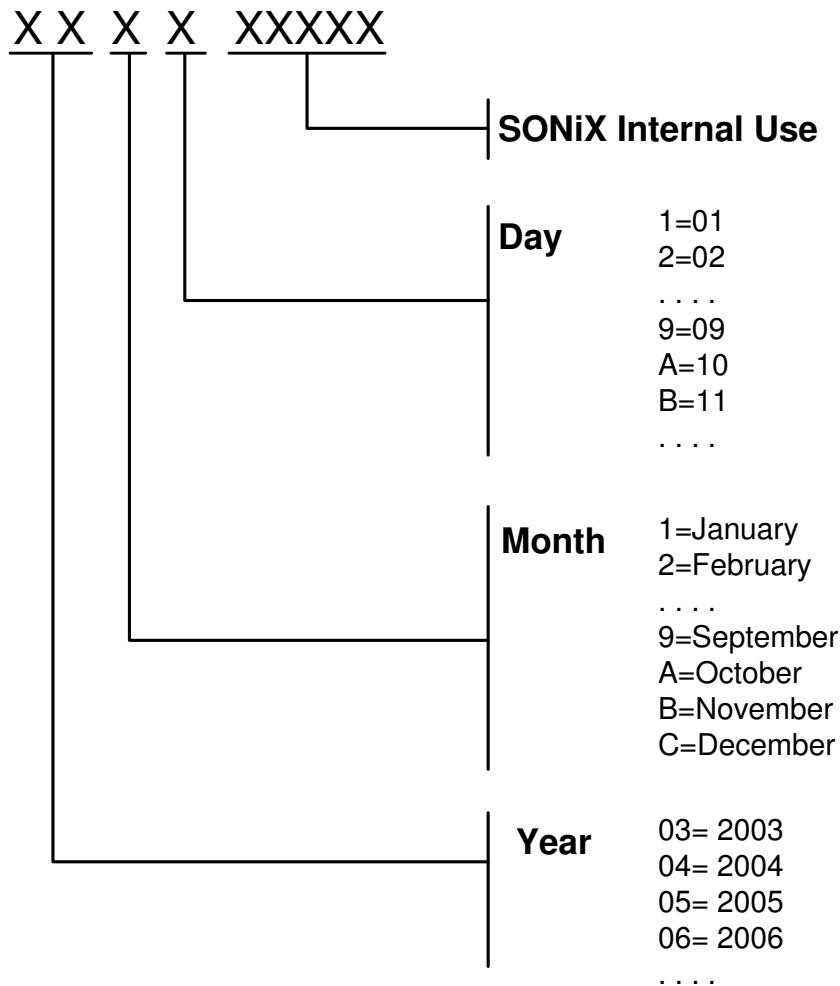 X X X X XXXXX
SONiX Internal Use
Day
1=01
2=02
. . . .
9=09
A=10
B=11
. . . .
Month
1=January
2=February
. . . .
9=September
A=October
B=November
C=December
Year
03= 2003
04= 2004
05= 2005
06= 2006
. . . .